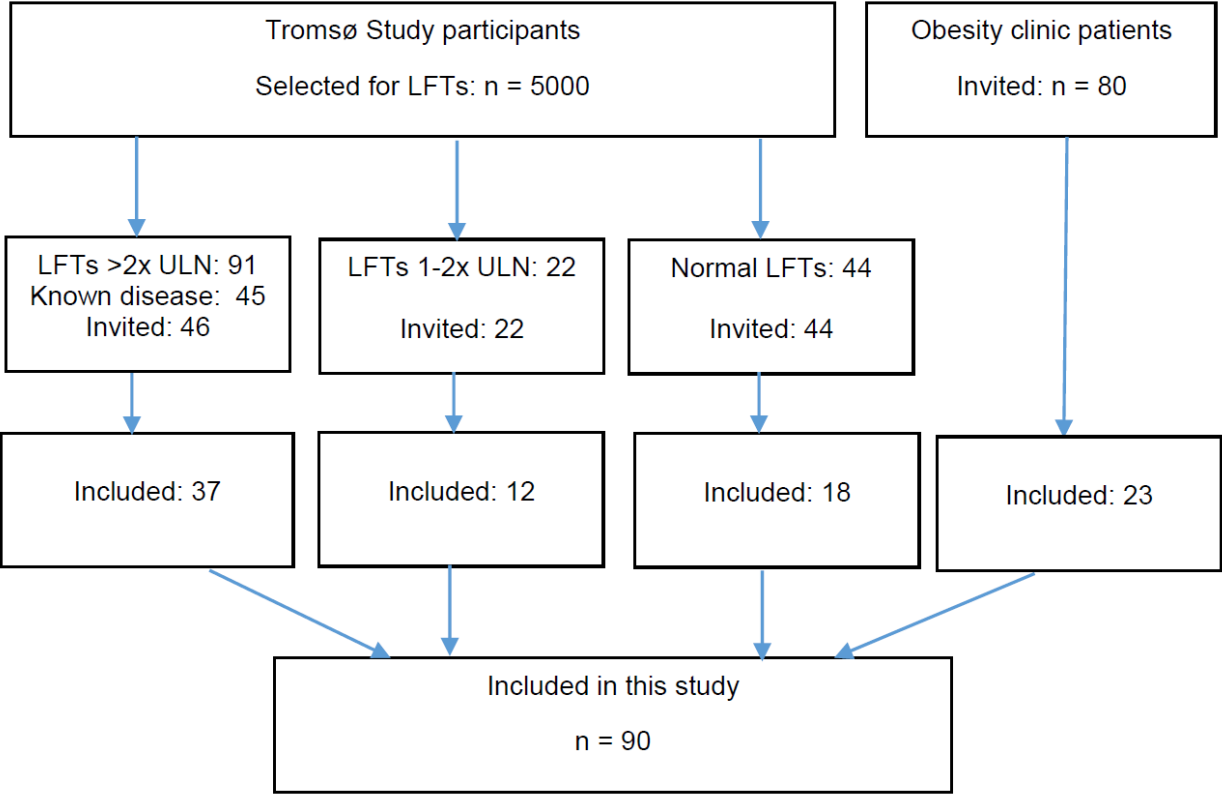 Tromsø Study participants
Selected for LFTs: n = 5000
Obesity clinic patients
Invited: n = 80
LFTs >2x ULN: 91
Known disease:  45
Invited: 46
LFTs 1-2x ULN: 22
Invited: 22
Normal LFTs: 44
Invited: 44
Included: 37
Included: 12
Included: 18
Included: 23
Included in this study
n = 90